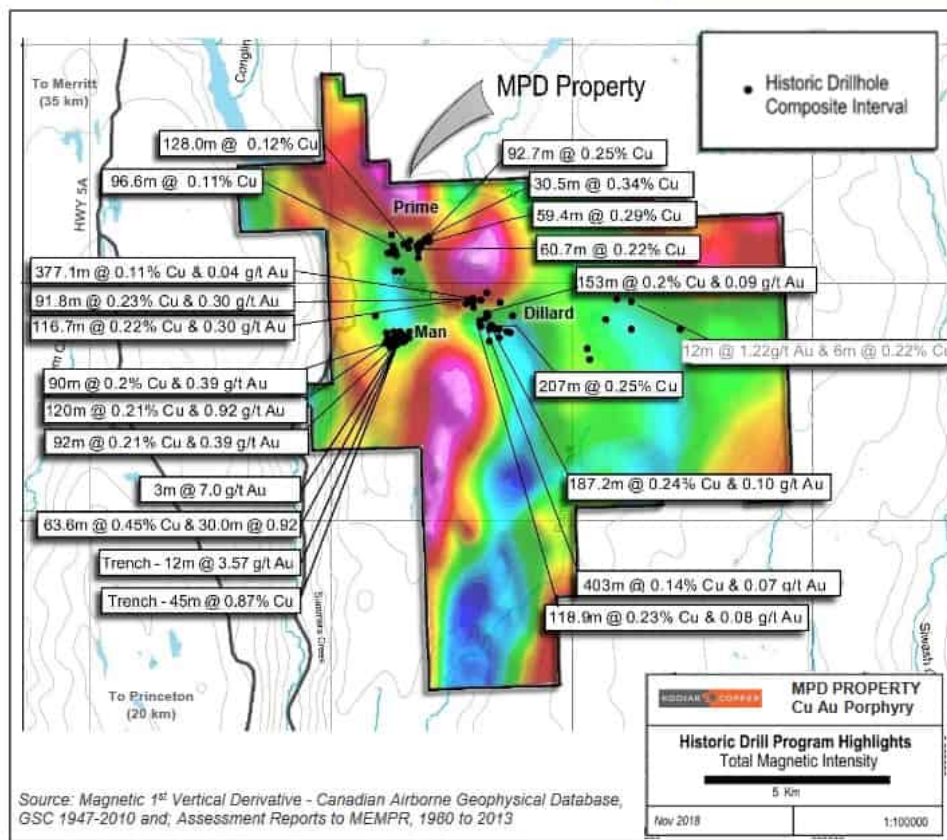 To Merritt
(35 km)
Conglin
HWY 5A
MPD Property
Historic Drillhole
Composite Interval
128.0m @ 0.12% Cu
92.7m @ 0.25% Cu
96.6m @ 0.11% Cu
30.5m @ 0.34% Cu
Prime
59.4m @ 0.29% Cu
60.7m @ 0.22% Cu
377.1m @ 0.11% Cu & 0.04 g/t Au
153m @ 0.2% Cu & 0.09 g/t Au
91.8m @ 0.23% Cu & 0.30 g/t Au
Dillard
116.7m @ 0.22% Cu & 0.30 g/t Au
Man
12m @ 1.22g/t Au & 6m @ 0.22% Cu
90m @ 0.2% Cu & 0.39 g/t Au
207m @ 0.25% Cu
120m @ 0.21% Cu & 0.92 g/t Au
92m @ 0.21% Cu & 0.39 g/t Au
3m @ 7.0 g/t Au
187.2m @ 0.24% Cu & 0.10 g/t Au
63.6m @ 0.45% Cu & 30.0m @ 0.92
Trench - 12m @ 3.57 g/t Au
403m @ 0.14% Cu & 0.07 g/t Au
Trench - 45m @ 0.87% Cu
118.9m @ 0.23% Cu & 0.08 g/t Au
Summers Creek
Siwash
To Princeton
(20 km)
KODIAK COPPER
MPD PROPERTY
Cu Au Porphyry
Historic Drill Program Highlights
Total Magnetic Intensity
5 Km
Nov 2018
1:100000
Source: Magnetic 1st Vertical Derivative - Canadian Airborne Geophysical Database,
GSC 1947-2010 and; Assessment Reports to MEMPR, 1980 to 2013